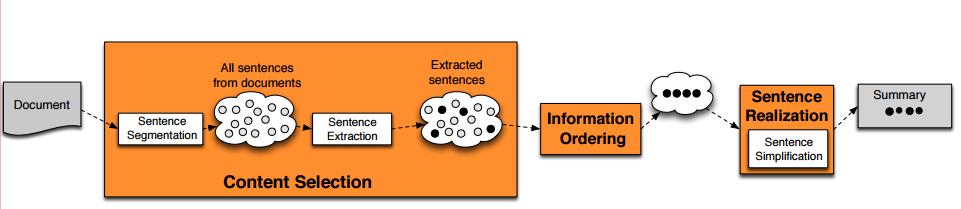 Document
Sentence
Segmentation
All sentences
from documents
Sentence
Extraction
Extracted
sentences
Content Selection
Information
Ordering
Sentence
Realization
Sentence
Simplification
Summary